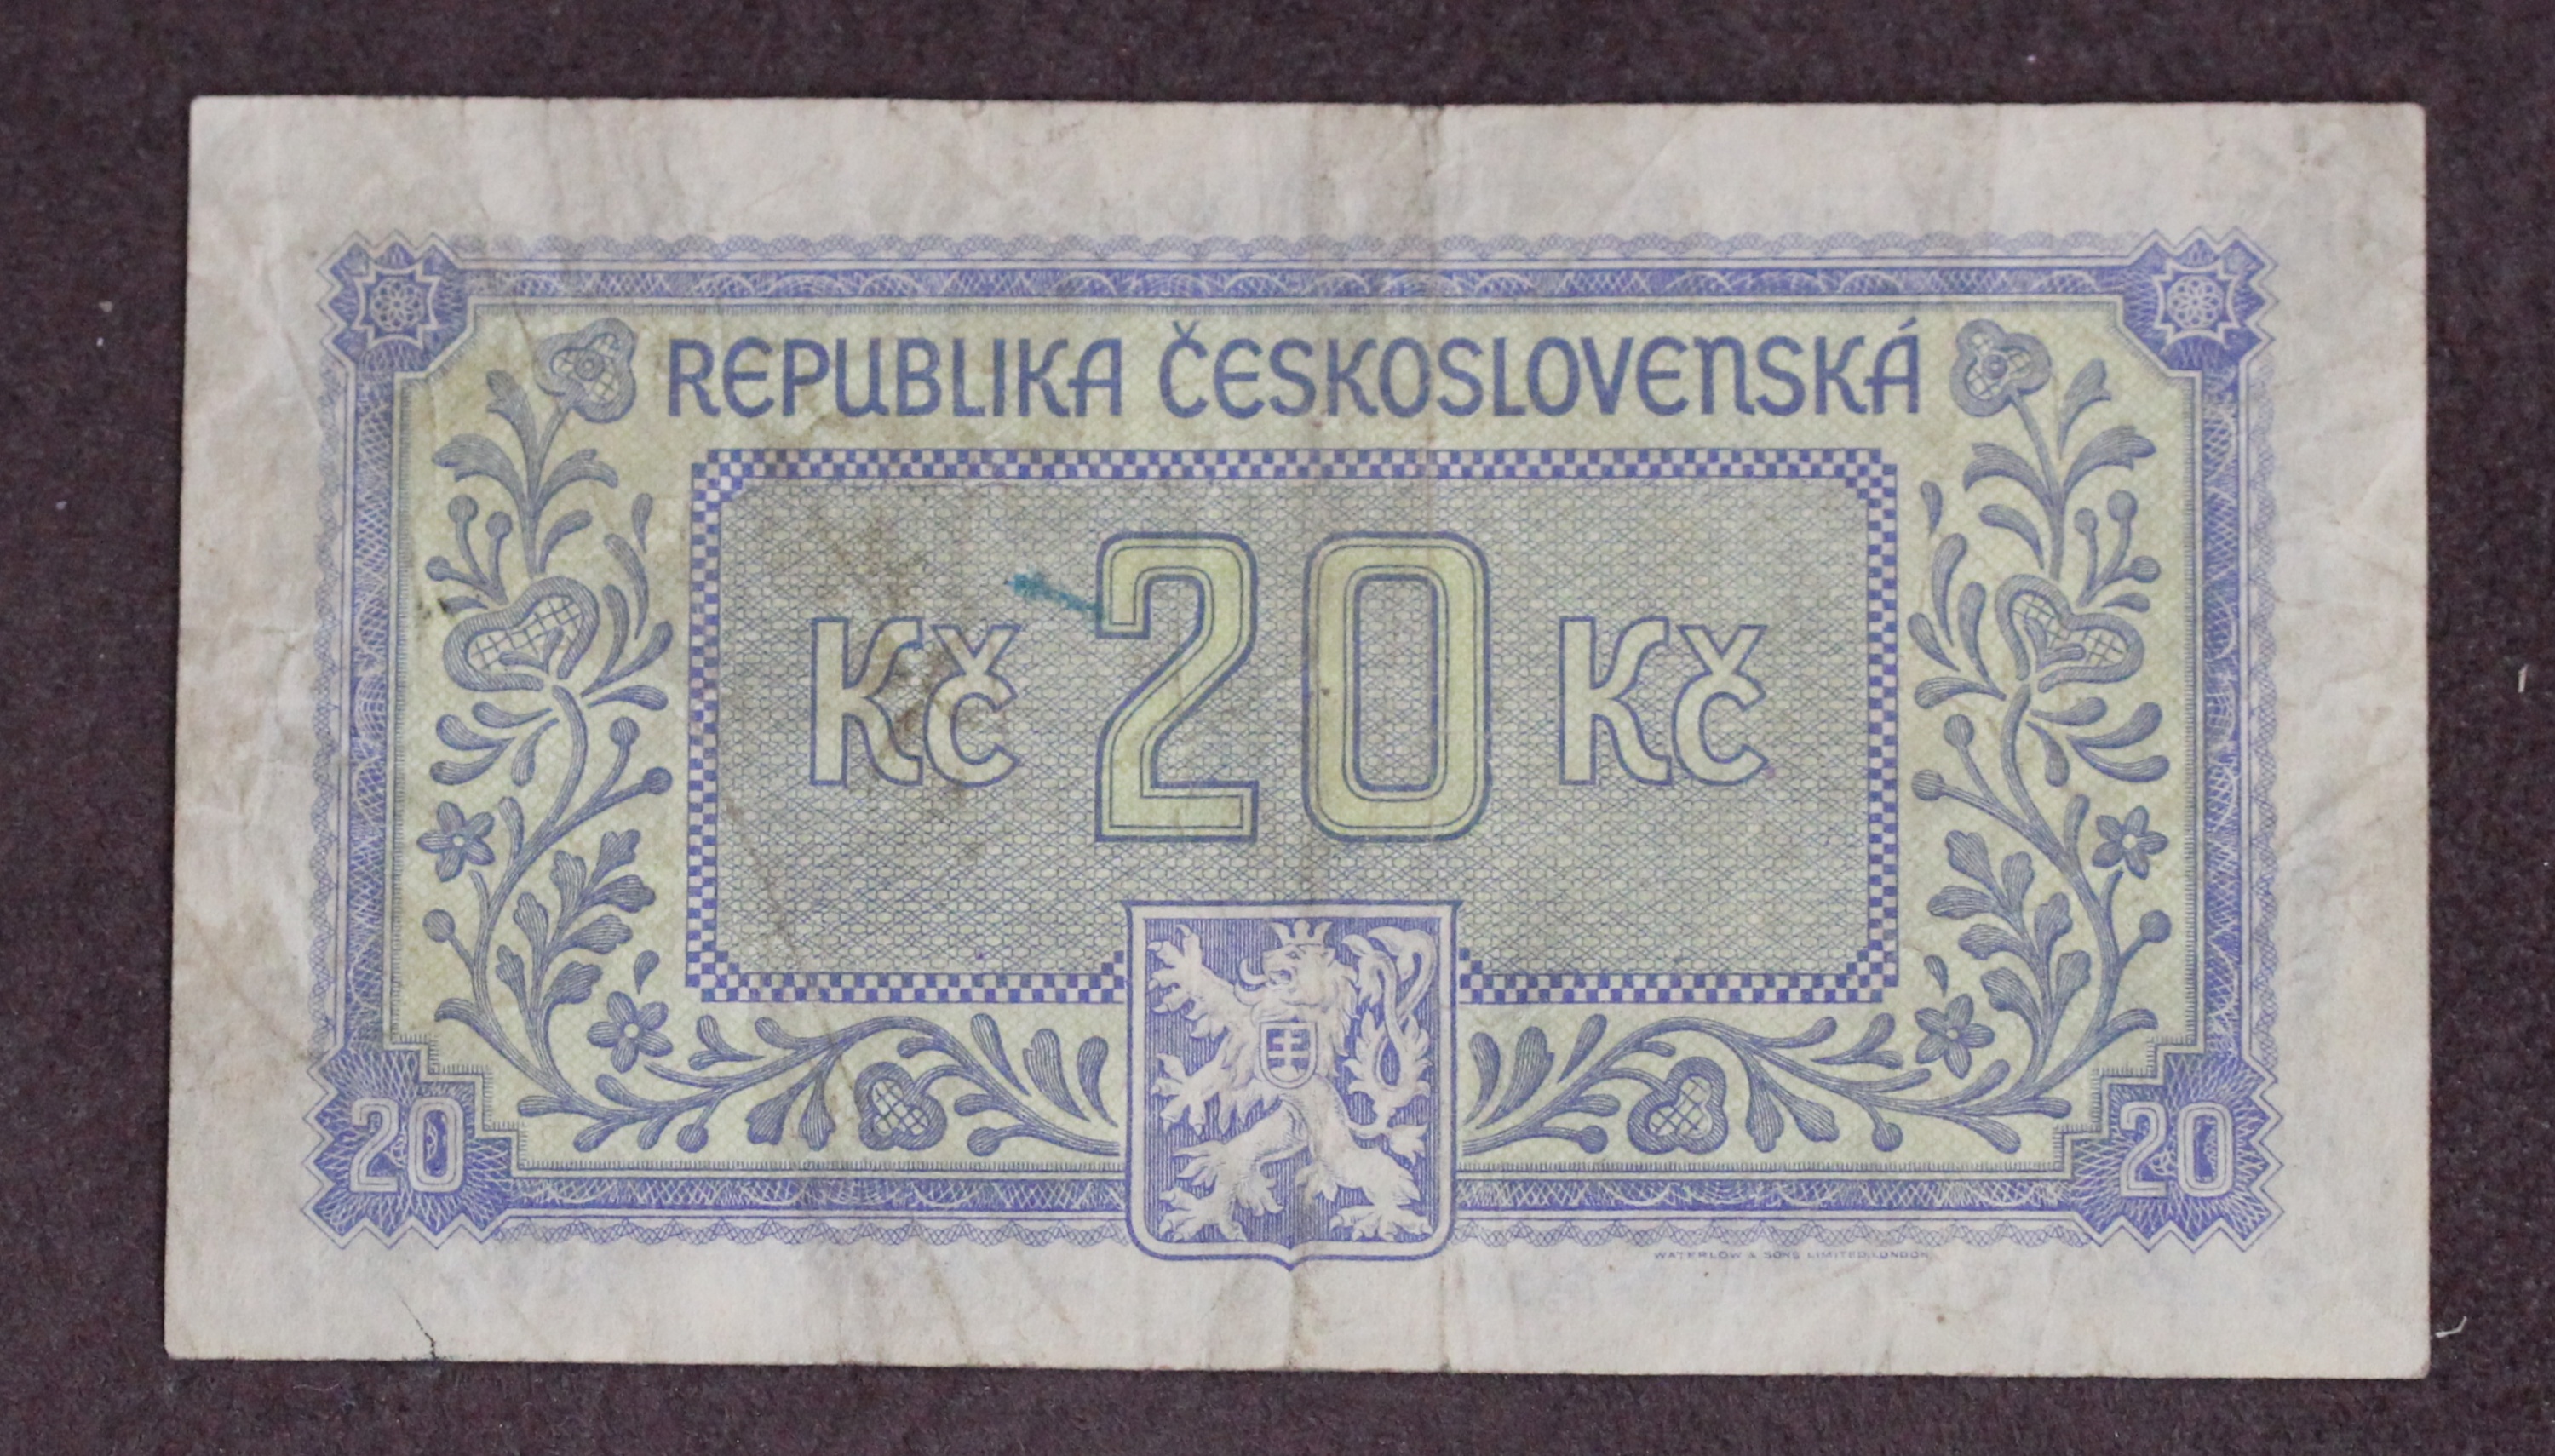 REPUBLIKA ČESKOSLOVENSKÁ
Kč 20 Kč
20 20
WATERLOW & SONS LIMITED, LONDON.